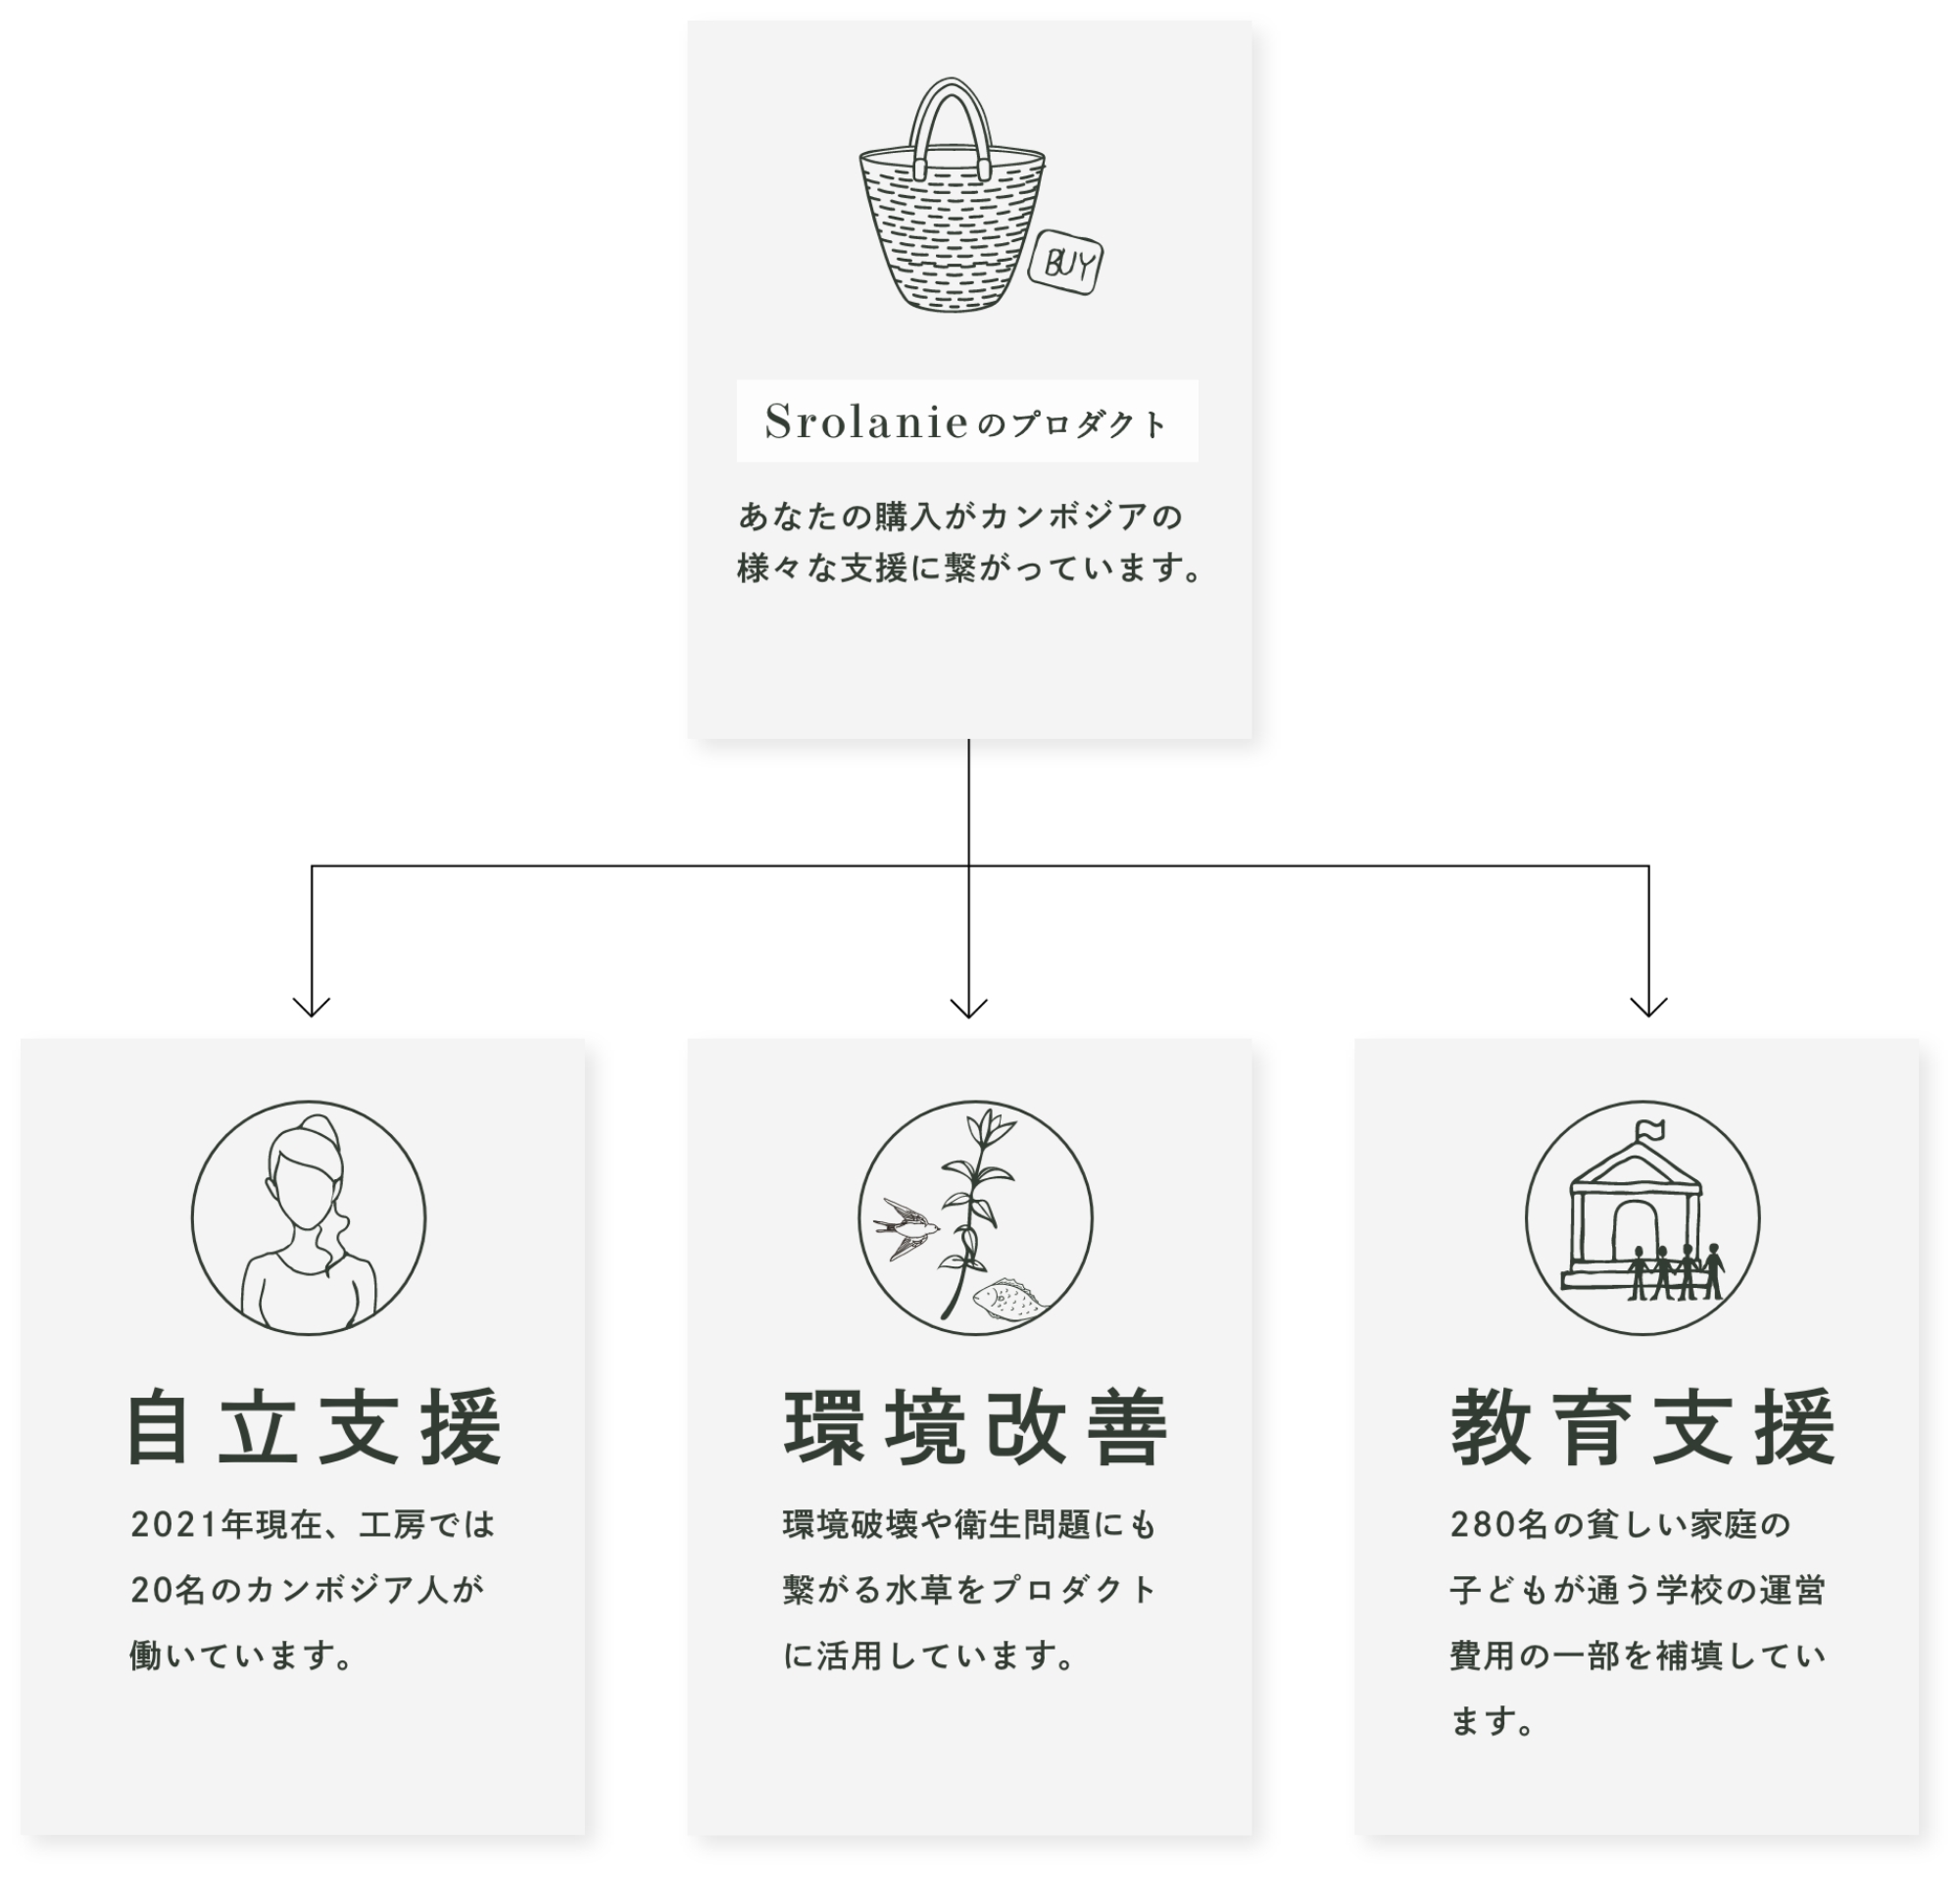 BUY
Srolanieのプロダクト
あなたの購入がカンボジアの
様々な支援に繋がっています。
自立支援
2021年現在、工房では
20名のカンボジア人が
働いています。
環境改善
環境破壊や衛生問題にも
繋がる水草をプロダクト
に活用しています。
教育支援
280名の貧しい家庭の
子どもが通う学校の運営
費用の一部を補填してい
ます。